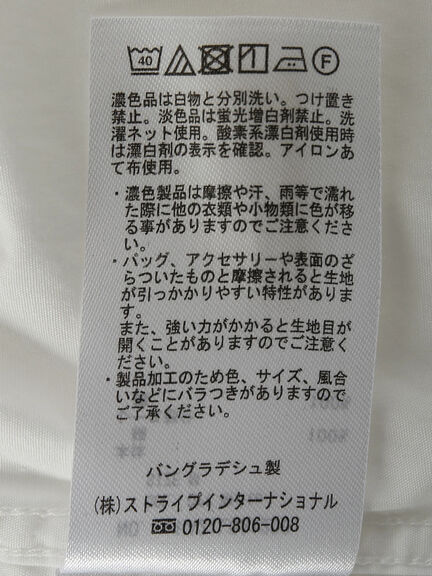 40 F
濃色品は白物と分別洗い。つけ置き
禁止。淡色品は蛍光増白剤禁止。洗
濯ネット使用。酸素系漂白剤使用時
は漂白剤の表示を確認。アイロンあ
て布使用。
・濃色製品は摩擦や汗、雨等で濡れ
た際に他の衣類や小物類に色が移
る事がありますのでご注意くださ
い。
・バッグ、アクセサリーや表面のざ
らついたものと摩擦されると生地
が引っかかりやすい特性がありま
す。
また、強い力がかかると生地目が
開くことがありますのでご注意く
ださい。
・製品加工のため色、サイズ、風合
いなどにバラつきがありますので
ご了承ください。
バングラデシュ製
(株)ストライプインターナショナル
0120-806-008